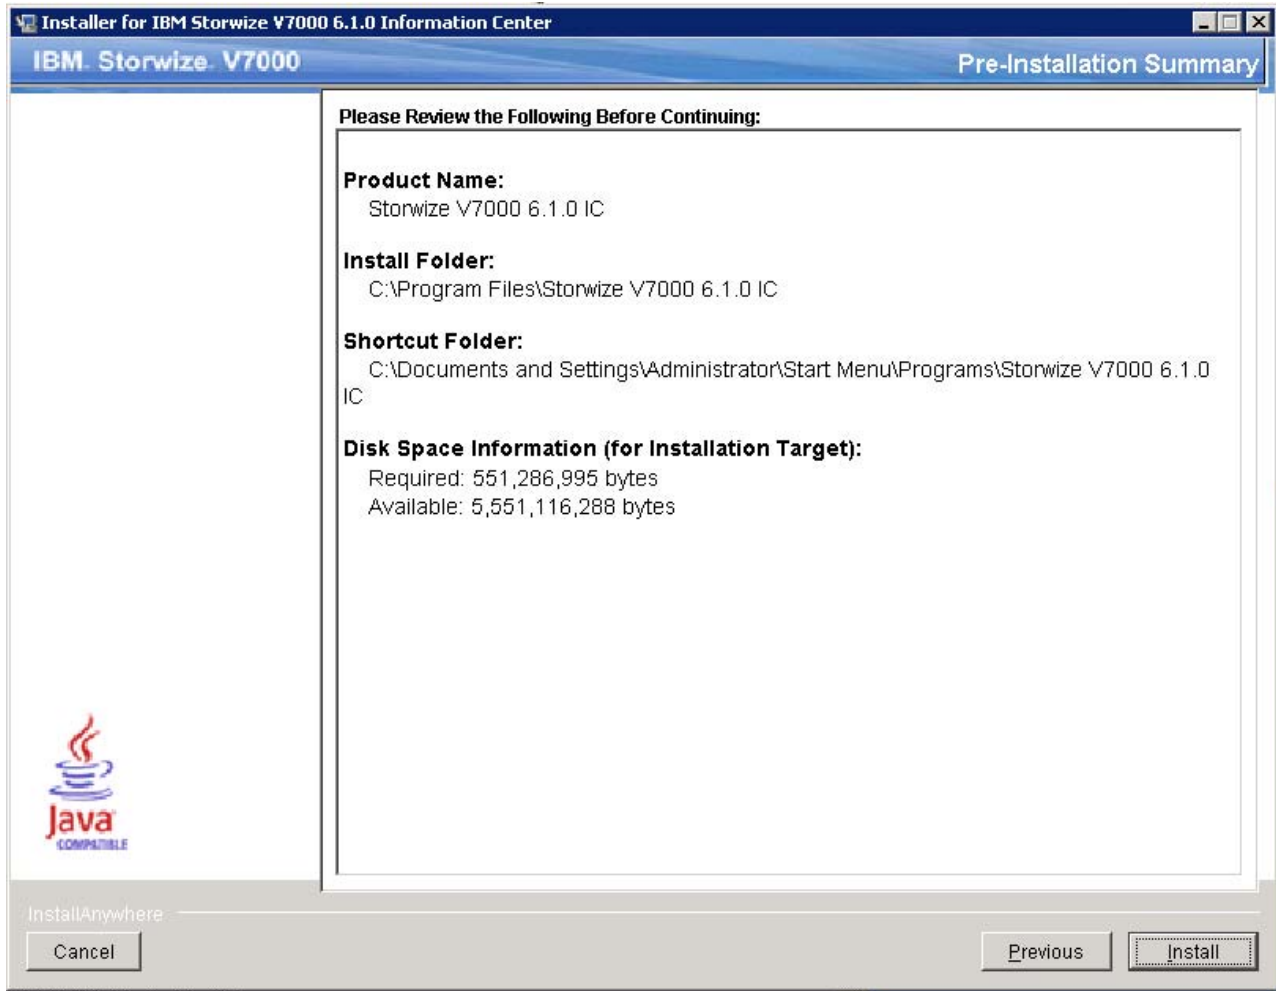 Installer for IBM Storwize V7000 6.1.0 Information Center
IBM. Storwize. V7000
Pre-Installation Summary
Please Review the Following Before Continuing:
Product Name:
Storwize V7000 6.1.0 IC
Install Folder:
C:\Program Files\Storwize V7000 6.1.0 IC
Shortcut Folder:
C:\Documents and Settings\Administrator\Start Menu\Programs\Storwize V7000 6.1.0
IC
Disk Space Information (for Installation Target):
Required: 551,286,995 bytes
Available: 5,551,116,288 bytes
Java
COMPATIBLE
InstallAnywhere
Cancel
Previous
Install